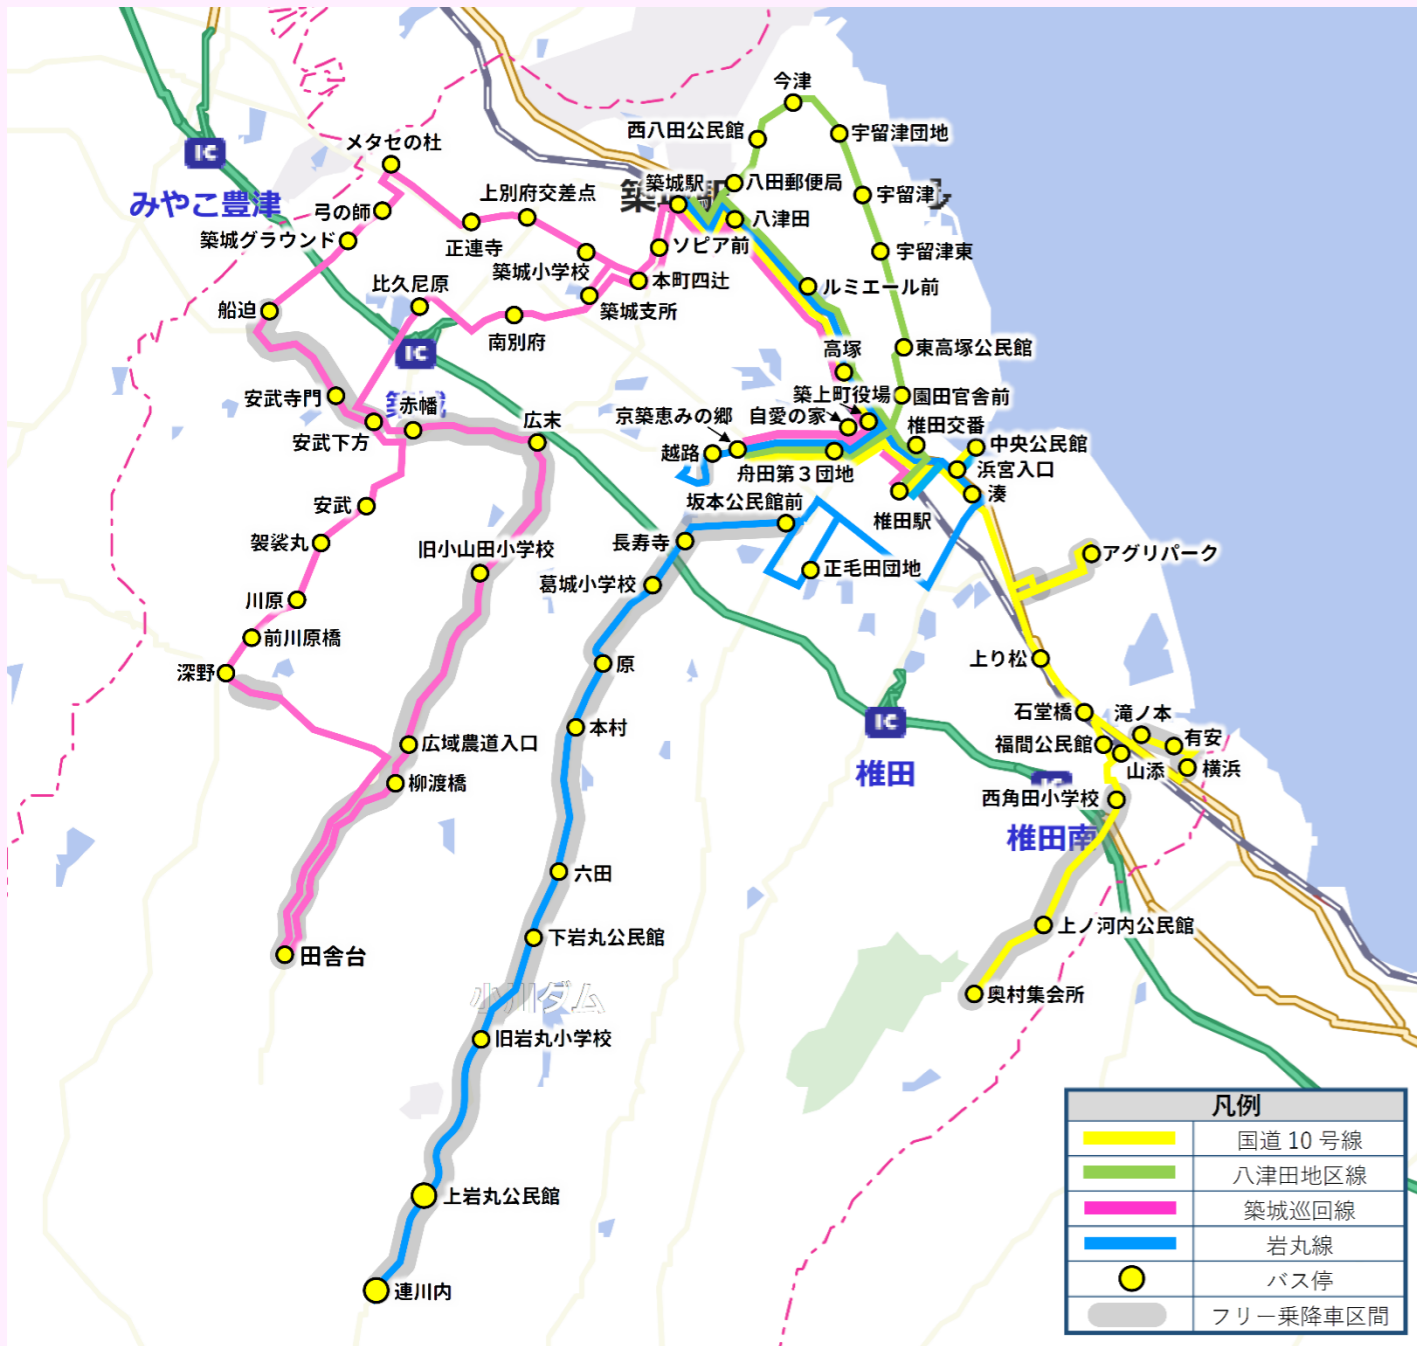 今津
西八田公民館
宇留津団地
メタセの杜
IC
みやこ豊津
上別府交差点
築城駅
八田郵便局
宇留津
弓の師
八津田
築城グラウンド
正連寺
ソピア前
宇留津東
築城小学校
本町四辻
比久尼原
ルミエール前
船迫
築城支所
南別府
IC
高塚
東高塚公民館
安武寺門
築上町役場
園田官舎前
赤幡
広末
京築恵みの郷
自愛の家
椎田交番
安武下方
中央公民館
越路
浜宮入口
舟田第3団地
湊
安武
坂本公民館前
椎田駅
袈裟丸
長寿寺
旧小山田小学校
アグリパーク
正毛田団地
葛城小学校
川原
前川原橋
原
上り松
深野
石堂橋
滝ノ本
IC
本村
有安
広域農道入口
福間公民館
山添
横浜
椎田
柳渡橋
IC
西角田小学校
椎田南
六田
上ノ河内公民館
下岩丸公民館
田舎台
奥村集会所
小川ダム
旧岩丸小学校
上岩丸公民館
連川内
凡例
国道10号線
八津田地区線
築城巡回線
岩丸線
バス停
フリー乗降車区間